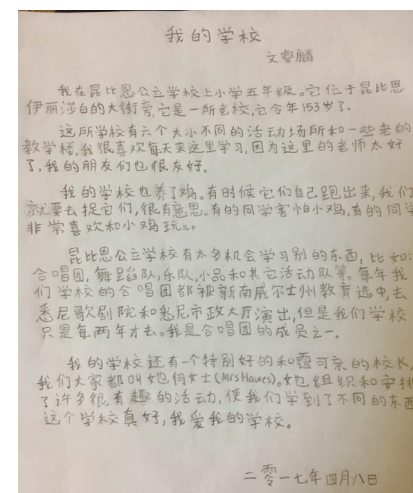 我的学校
文睿麟
我在昆比恩公立学校上小学五年级。它位于昆比恩
伊丽莎白的大街旁,它是一所老校,它今年153岁了。
这所学校有六个大小不同的活动场所和一些老的
教学楼。我很喜欢每天来这里学习,因为这里的老师太好
了,我的朋友们也很友好。
我的学校也养了鸡。有时候它们自己跑出来,我们
就要去捉它们,很有意思。有的同学害怕小鸡,有的同学
非常喜欢和小鸡玩儿。
昆比恩公立学校有太多机会学习别的东西,比如:
合唱团,舞蹈队,乐队,小品和其它活动队等。每年我
们学校的合唱团都被新南威尔士州教育选中,去
悉尼歌剧院和悉尼市政大厅演出,但是我们学校
只是每两年才去。我是合唱团的成员之一。
我的学校还有一个特别好的和蔼可亲的校长,
我们大家都叫她何女士(Mrs Hawes)。她组织和安排
了许多很有趣的活动,使我们学到了不同的东西
这个学校真好,我爱我的学校。
二零一七年四月八日